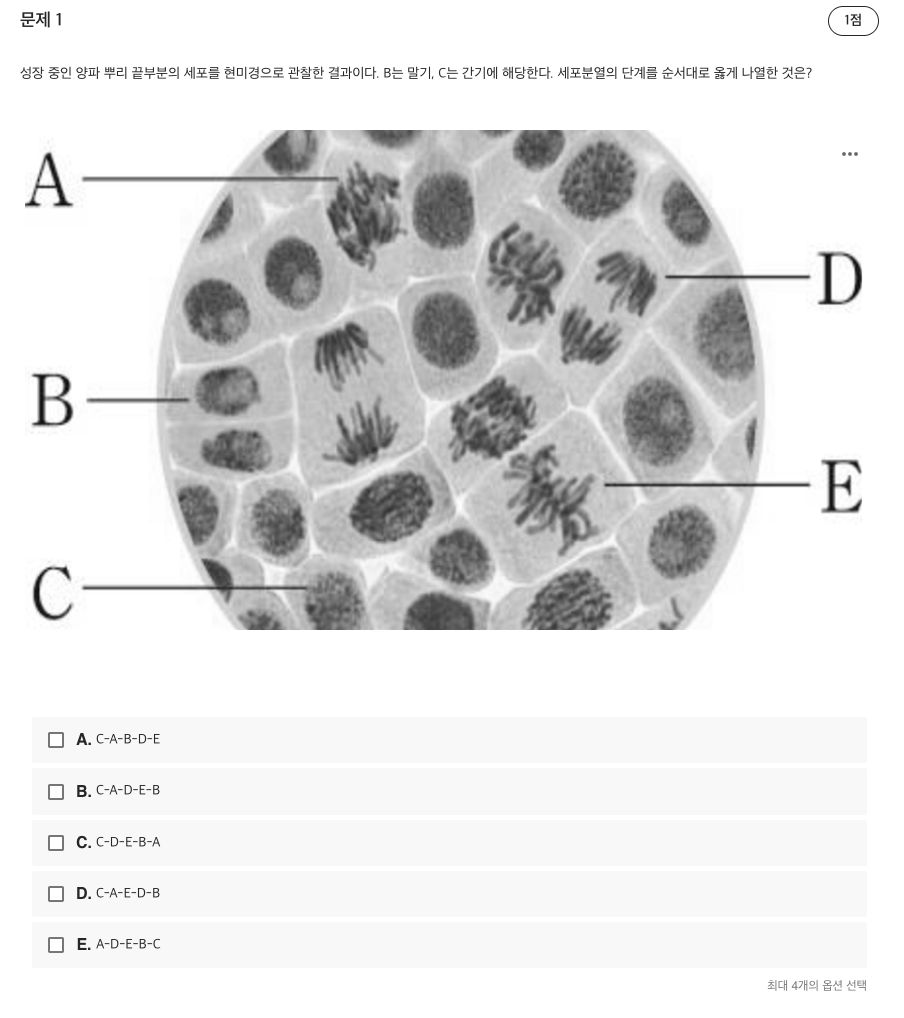 문제 1
1점
성장 중인 양파 뿌리 끝부분의 세포를 현미경으로 관찰한 결과이다. B는 말기, C는 간기에 해당한다. 세포분열의 단계를 순서대로 옳게 나열한 것은?
A
D
B
E
C
A. C-A-B-D-E
B. C-A-D-E-B
C. C-D-E-B-A
D. C-A-E-D-B
E. A-D-E-B-C
최대 4개의 옵션 선택